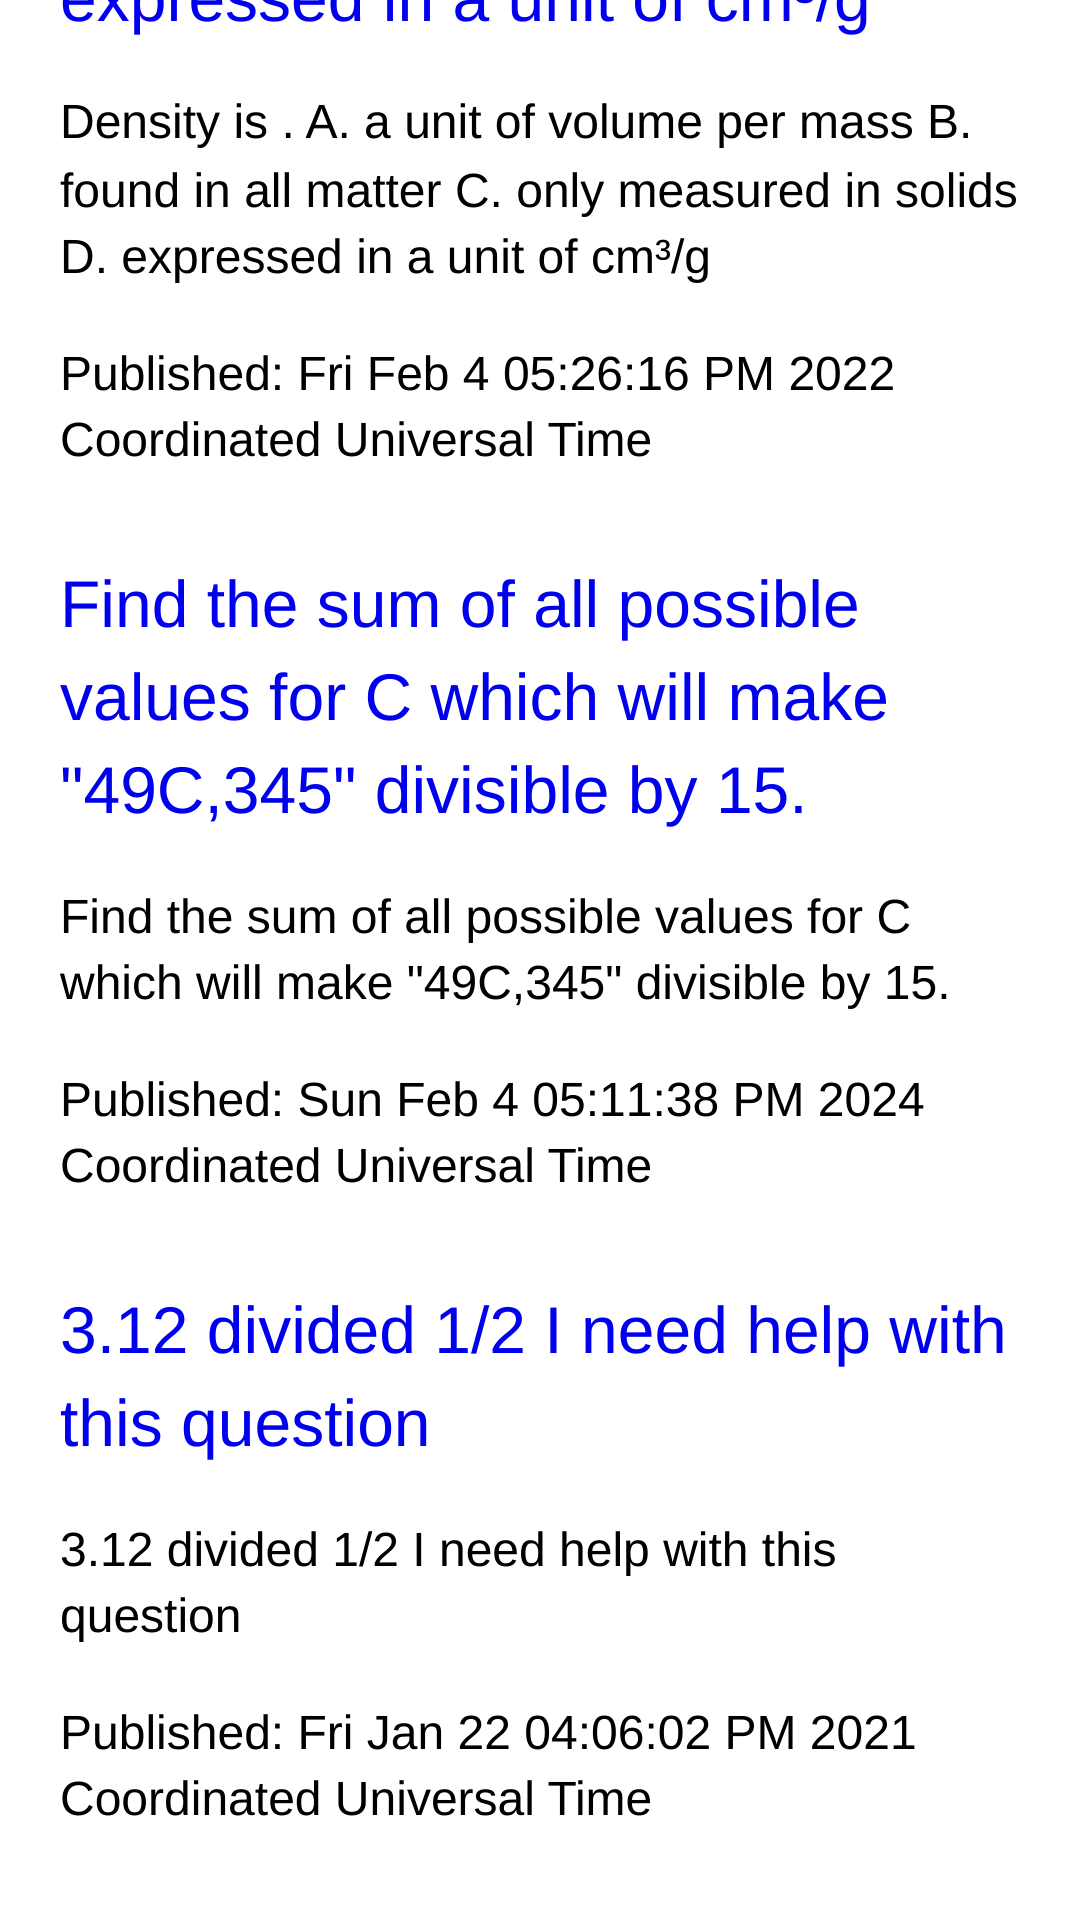 expressed in a unit of cm³/g
Density is . A. a unit of volume per mass B.
found in all matter C. only measured in solids
D. expressed in a unit of cm³/g
Published: Fri Feb 4 05:26:16 PM 2022
Coordinated Universal Time
Find the sum of all possible
values for C which will make
"49C,345" divisible by 15.
Find the sum of all possible values for C
which will make "49C,345" divisible by 15.
Published: Sun Feb 4 05:11:38 PM 2024
Coordinated Universal Time
3.12 divided 1/2 I need help with
this question
3.12 divided 1/2 I need help with this
question
Published: Fri Jan 22 04:06:02 PM 2021
Coordinated Universal Time